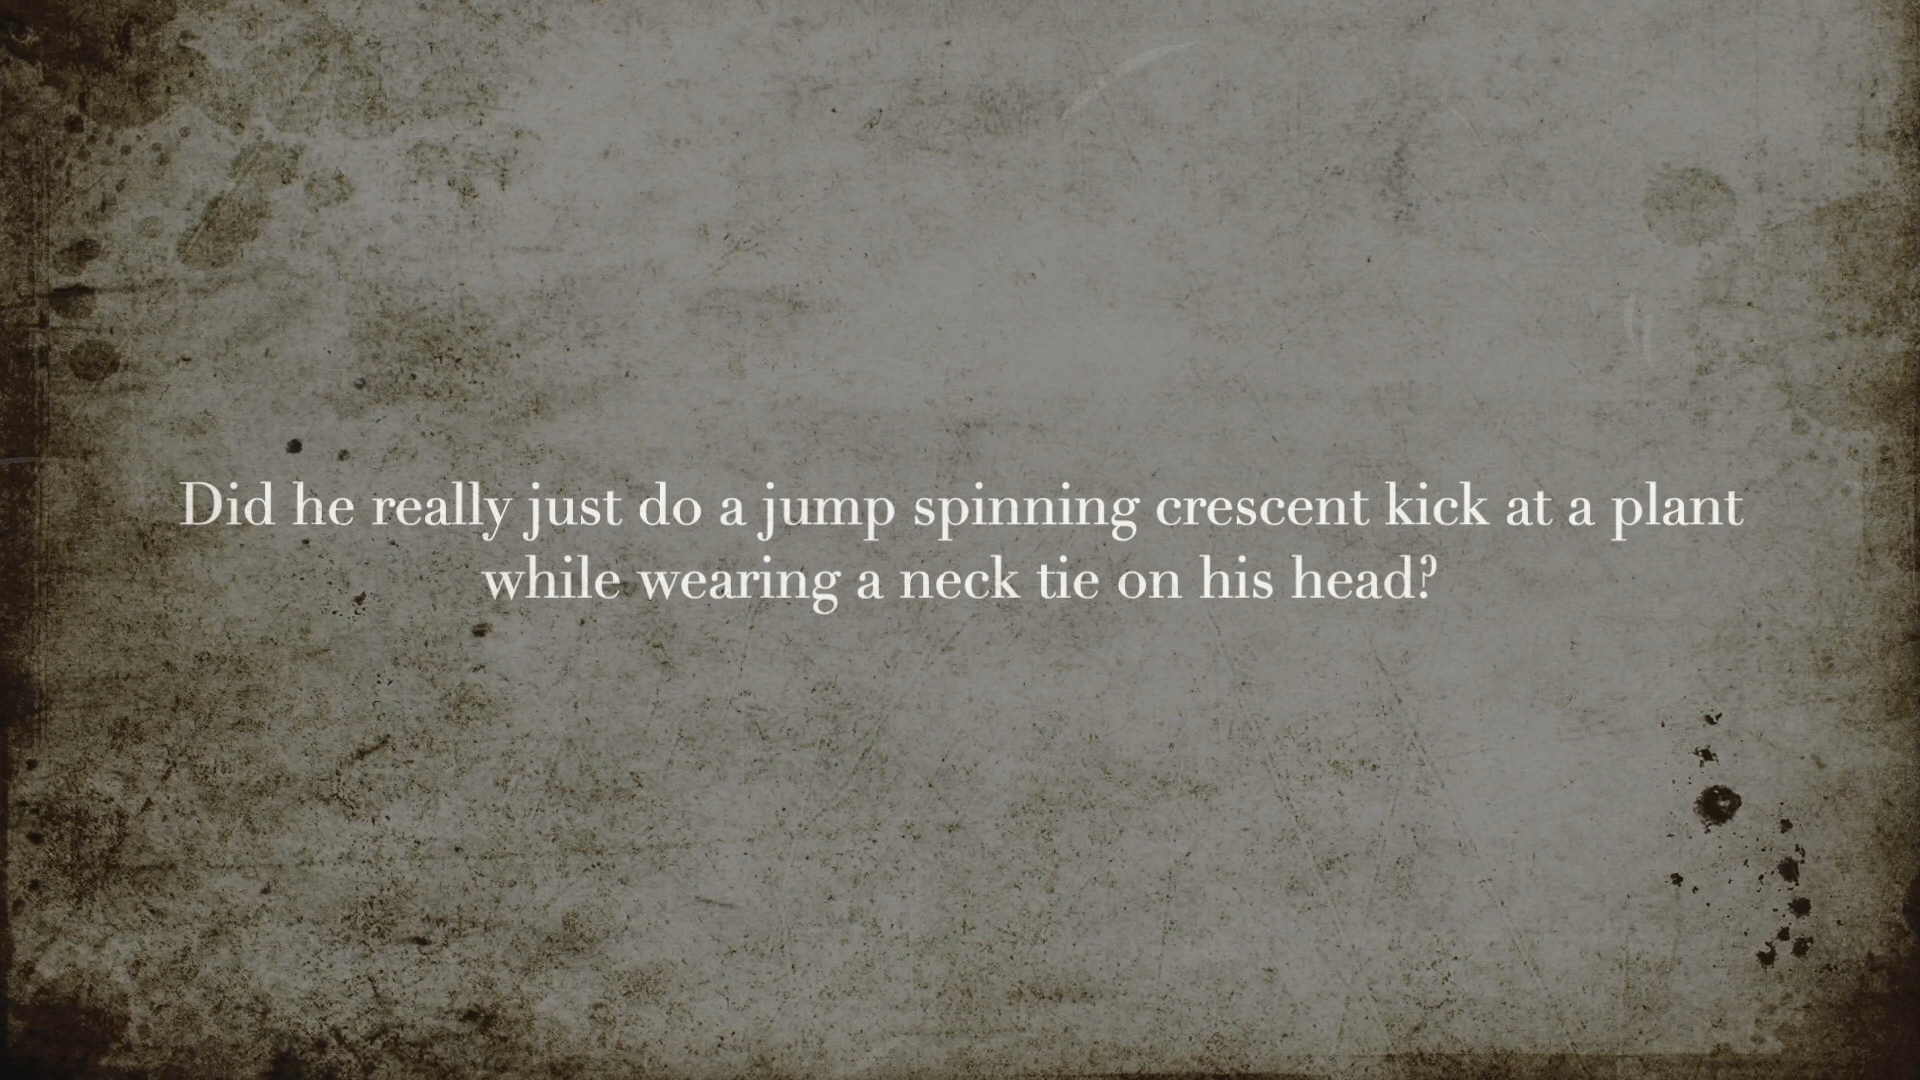 Did he really just do a jump spinning crescent kick at a plant
while wearing a neck tie on his head?